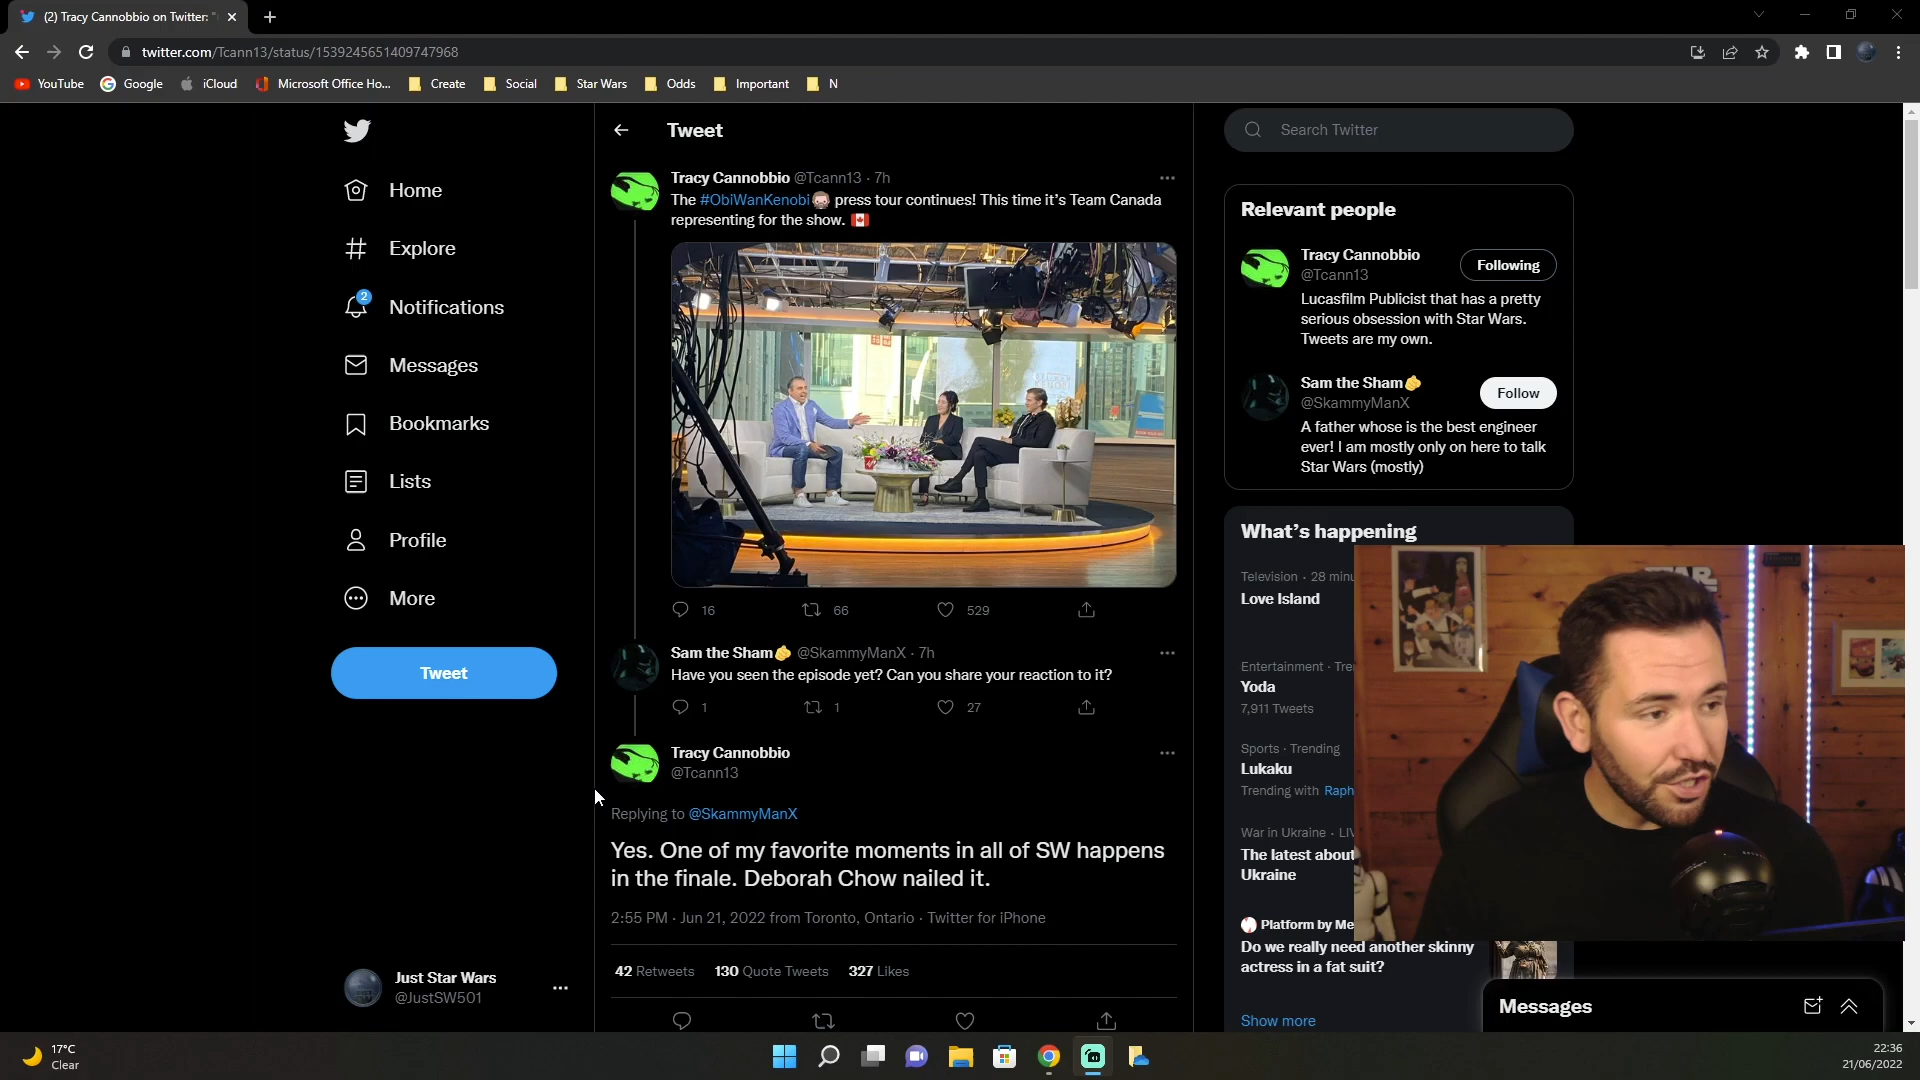 (2) Tracy Cannobbio on Twitter: "
twitter.com/Tcann13/status/1539245651409747968
YouTube
Google
iCloud
Microsoft Office Ho...
Create
Social
Star Wars
Odds
Important
N
Home
Explore
2
Notifications
Messages
Bookmarks
Lists
Profile
More
Tweet
Just Star Wars
@JustSW501
Tweet
Tracy Cannobbio @Tcann13 · 7h
The #ObiWanKenobi press tour continues! This time it's Team Canada
representing for the show.
16
66
529
Sam the Sham @SkammyManX · 7h
Have you seen the episode yet? Can you share your reaction to it?
1
1
27
Tracy Cannobbio
@Tcann13
Replying to @SkammyManX
Yes. One of my favorite moments in all of SW happens
in the finale. Deborah Chow nailed it.
2:55 PM · Jun 21, 2022 from Toronto, Ontario · Twitter for iPhone
42 Retweets 130 Quote Tweets 327 Likes
Search Twitter
Relevant people
Tracy Cannobbio
@Tcann13
Following
Lucasfilm Publicist that has a pretty
serious obsession with Star Wars.
Tweets are my own.
Sam the Sham
@SkammyManX
Follow
A father whose is the best engineer
ever! I am mostly only on here to talk
Star Wars (mostly)
What's happening
Television · 28 minu
Love Island
Entertainment · Tre
Yoda
7,911 Tweets
Sports · Trending
Lukaku
Trending with Raph
War in Ukraine · LIV
The latest about
Ukraine
Platform by Me
Do we really need another skinny
actress in a fat suit?
Show more
Messages
17°C
Clear
22:36
21/06/2022